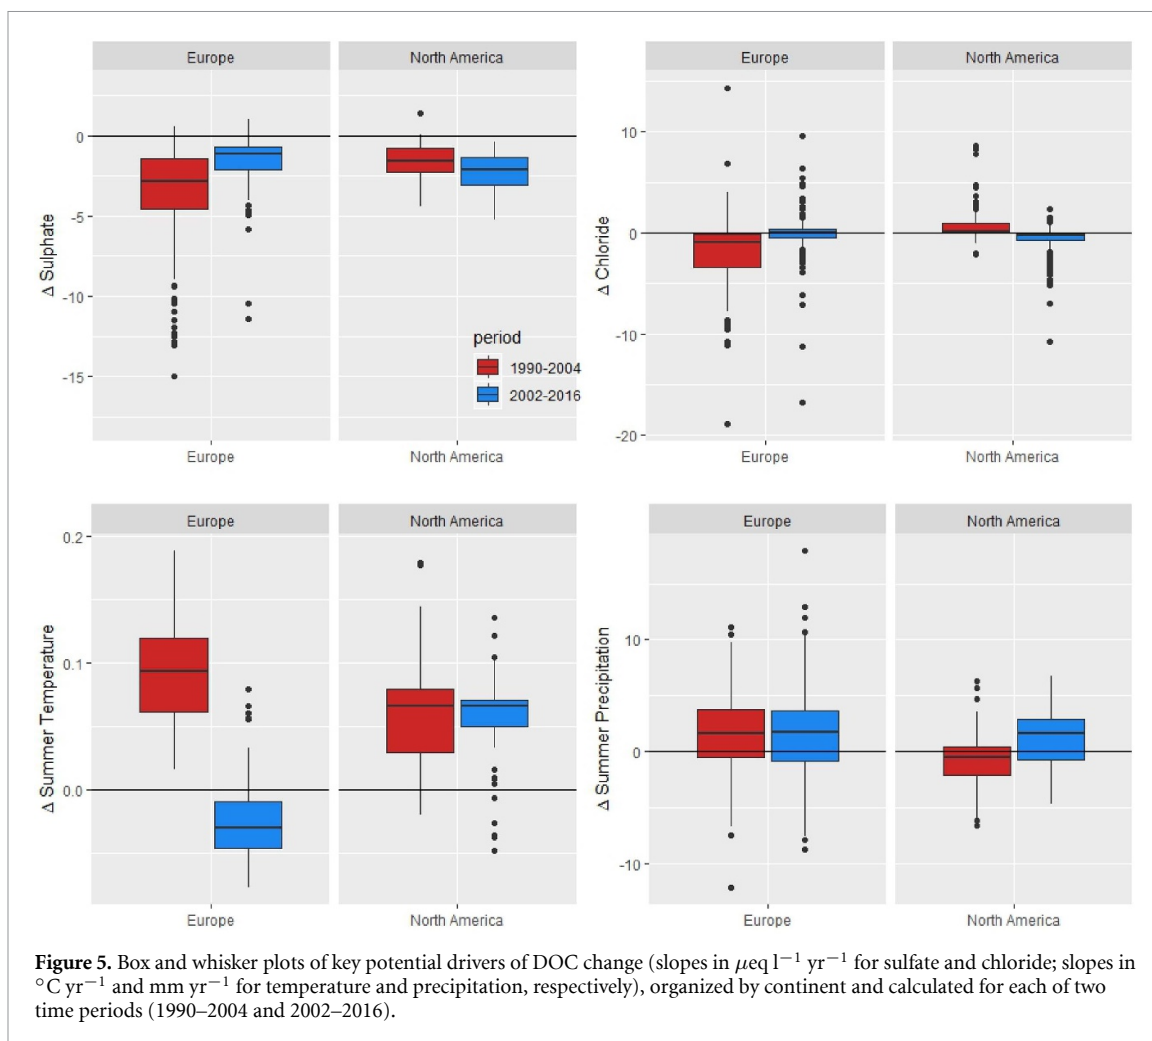 Europe
North America
Δ Sulphate
0
-5
-10
-15
period
1990-2004
2002-2016
Europe
North America
Europe
North America
Δ Chloride
10
0
-10
-20
Europe
North America
Europe
North America
Δ Summer Temperature
0.2
0.1
0.0
Europe
North America
Europe
North America
Δ Summer Precipitation
10
0
-10
Europe
North America
Figure 5. Box and whisker plots of key potential drivers of DOC change (slopes in μeq l−1 yr−1 for sulfate and chloride; slopes in
°C yr−1 and mm yr−1 for temperature and precipitation, respectively), organized by continent and calculated for each of two
time periods (1990–2004 and 2002–2016).